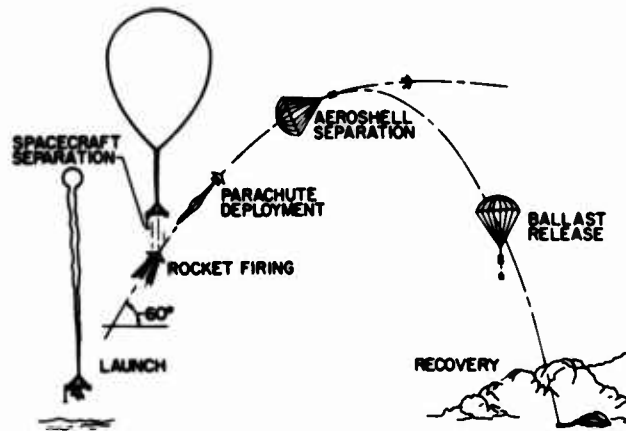 SPACECRAFT
SEPARATION
AEROSHELL
SEPARATION
PARACHUTE
DEPLOYMENT
BALLAST
RELEASE
ROCKET FIRING
60°
LAUNCH
RECOVERY